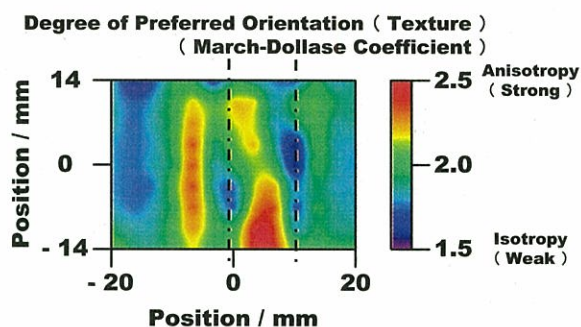 Degree of Preferred Orientation ( Texture )
( March-Dollase Coefficient )
Position / mm
14
0
- 14
- 20
0
20
Position / mm
2.5
2.0
1.5
Anisotropy
( Strong )
Isotropy
( Weak )